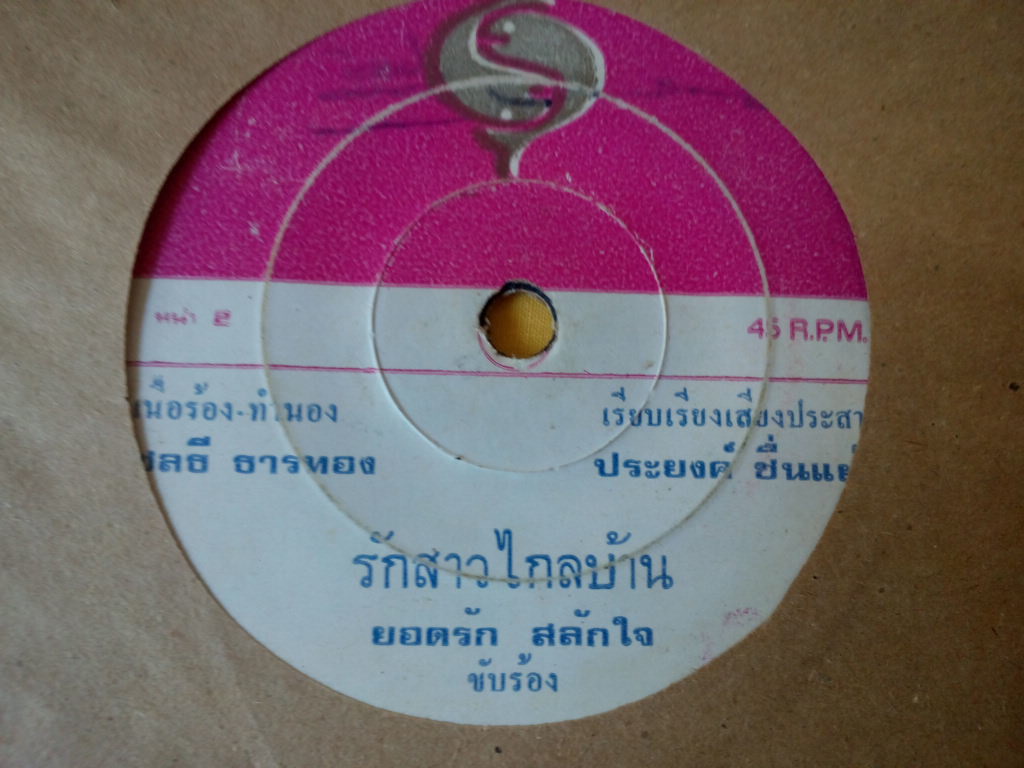 หน้า 2
45 R.P.M.
เนื้อร้อง-ทำนอง
เรียบเรียงเสียงประสา
ชลธี ธารทอง
ประยงค์ ชื่น
รักสาวไกลบ้าน
ยอดรัก สลักใจ
ขับร้อง